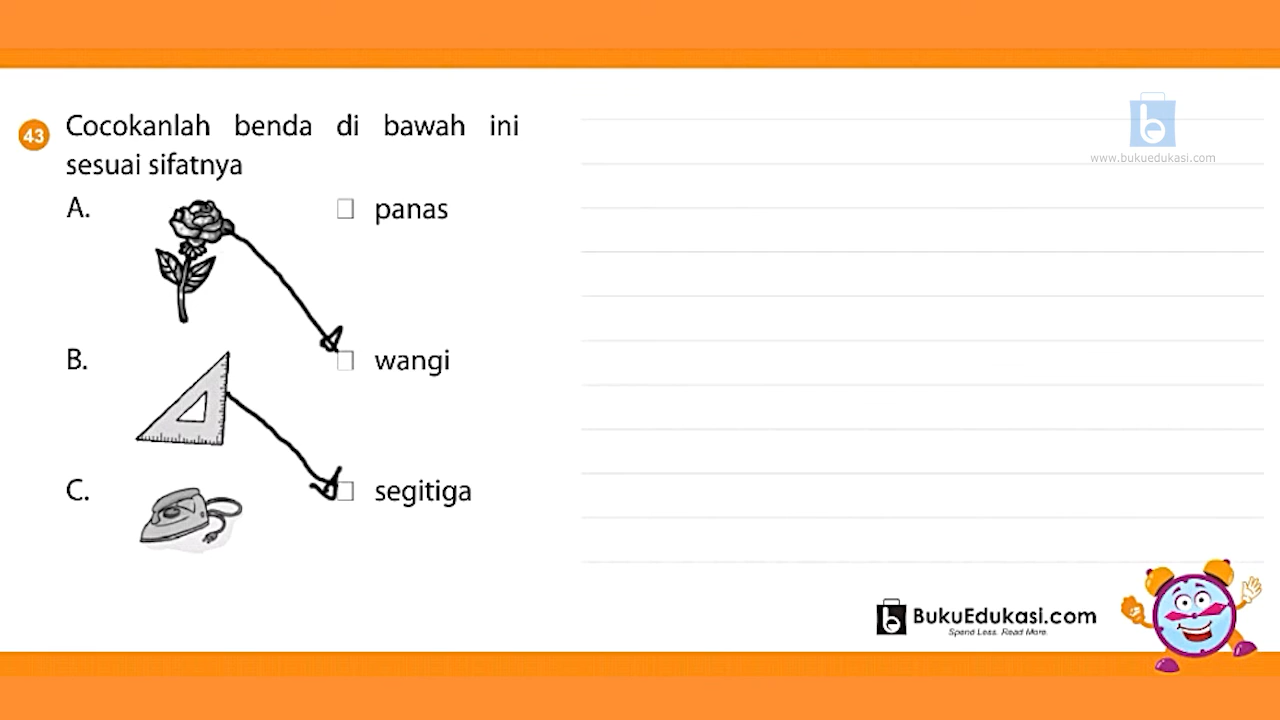 43 Cocokanlah benda di bawah ini
sesuai sifatnya
A. panas
B. wangi
C. segitiga
b
www.bukuedukasi.com
b BukuEdukasi.com
Spend Less. Read More.